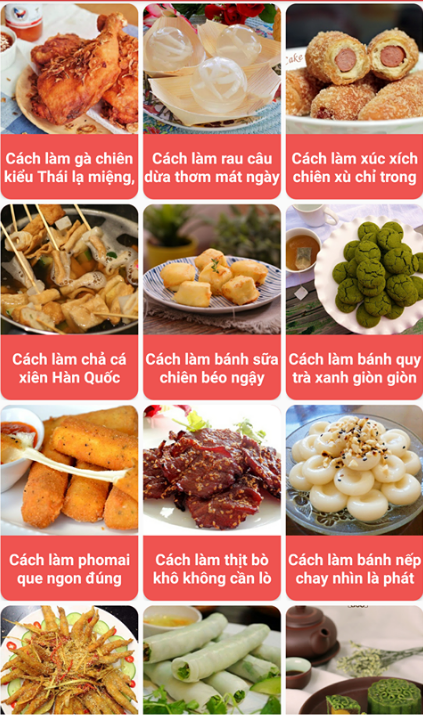 Cách làm gà chiên
kiểu Thái lạ miệng,
Cách làm rau câu
dừa thơm mát ngày
Cách làm xúc xích
chiên xù chỉ trong
Cách làm chả cá
xiên Hàn Quốc
Cách làm bánh sữa
chiên béo ngậy
Cách làm bánh quy
trà xanh giòn giòn
Cách làm phomai
que ngon đúng
Cách làm thịt bò
khô không cần lò
Cách làm bánh nếp
chay nhìn là phát